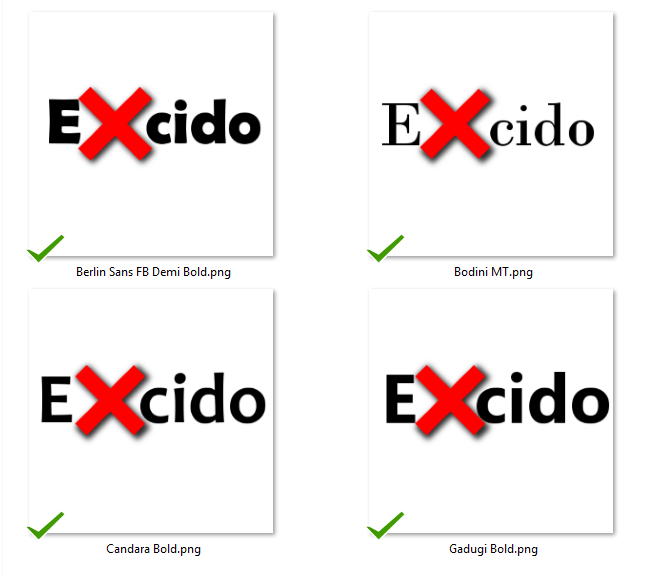 EXcido
EXcido
Berlin Sans FB Demi Bold.png
Bodini MT.png
EXcido
EXcido
Candara Bold.png
Gadugi Bold.png